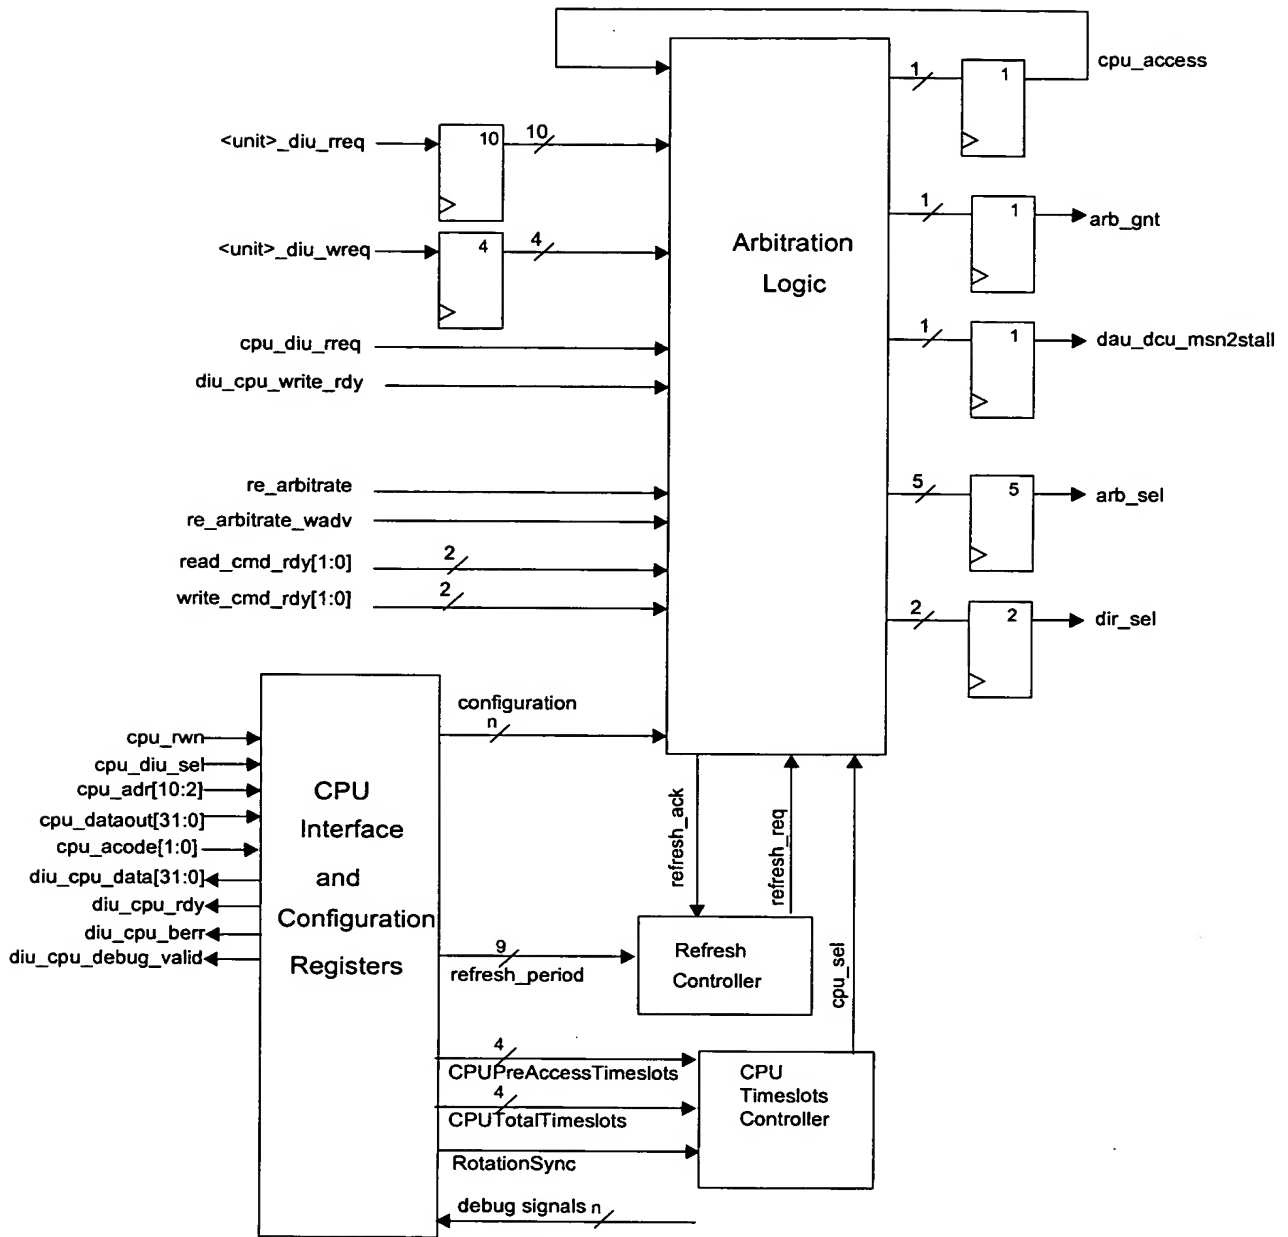 cpu_access
1
1
<unit>_diu_rreq
10
10
<unit>_diu_wreq
4
4
Arbitration
Logic
1
1
arb_gnt
cpu_diu_rreq
diu_cpu_write_rdy
1
1
dau_dcu_msn2stall
re_arbitrate
re_arbitrate_wadv
read_cmd_rdy[1:0]
2
write_cmd_rdy[1:0]
2
5
5
arb_sel
2
2
dir_sel
configuration
n
cpu_rwn
cpu_diu_sel
cpu_adr[10:2]
cpu_dataout[31:0]
cpu_acode[1:0]
diu_cpu_data[31:0]
diu_cpu_rdy
diu_cpu_berr
diu_cpu_debug_valid
CPU
Interface
and
Configuration
Registers
refresh_ack
refresh_req
cpu_sel
9
refresh_period
Refresh
Controller
4
CPUPreAccessTimeslots
4
CPUTotalTimeslots
RotationSync
CPU
Timeslots
Controller
debug signals n